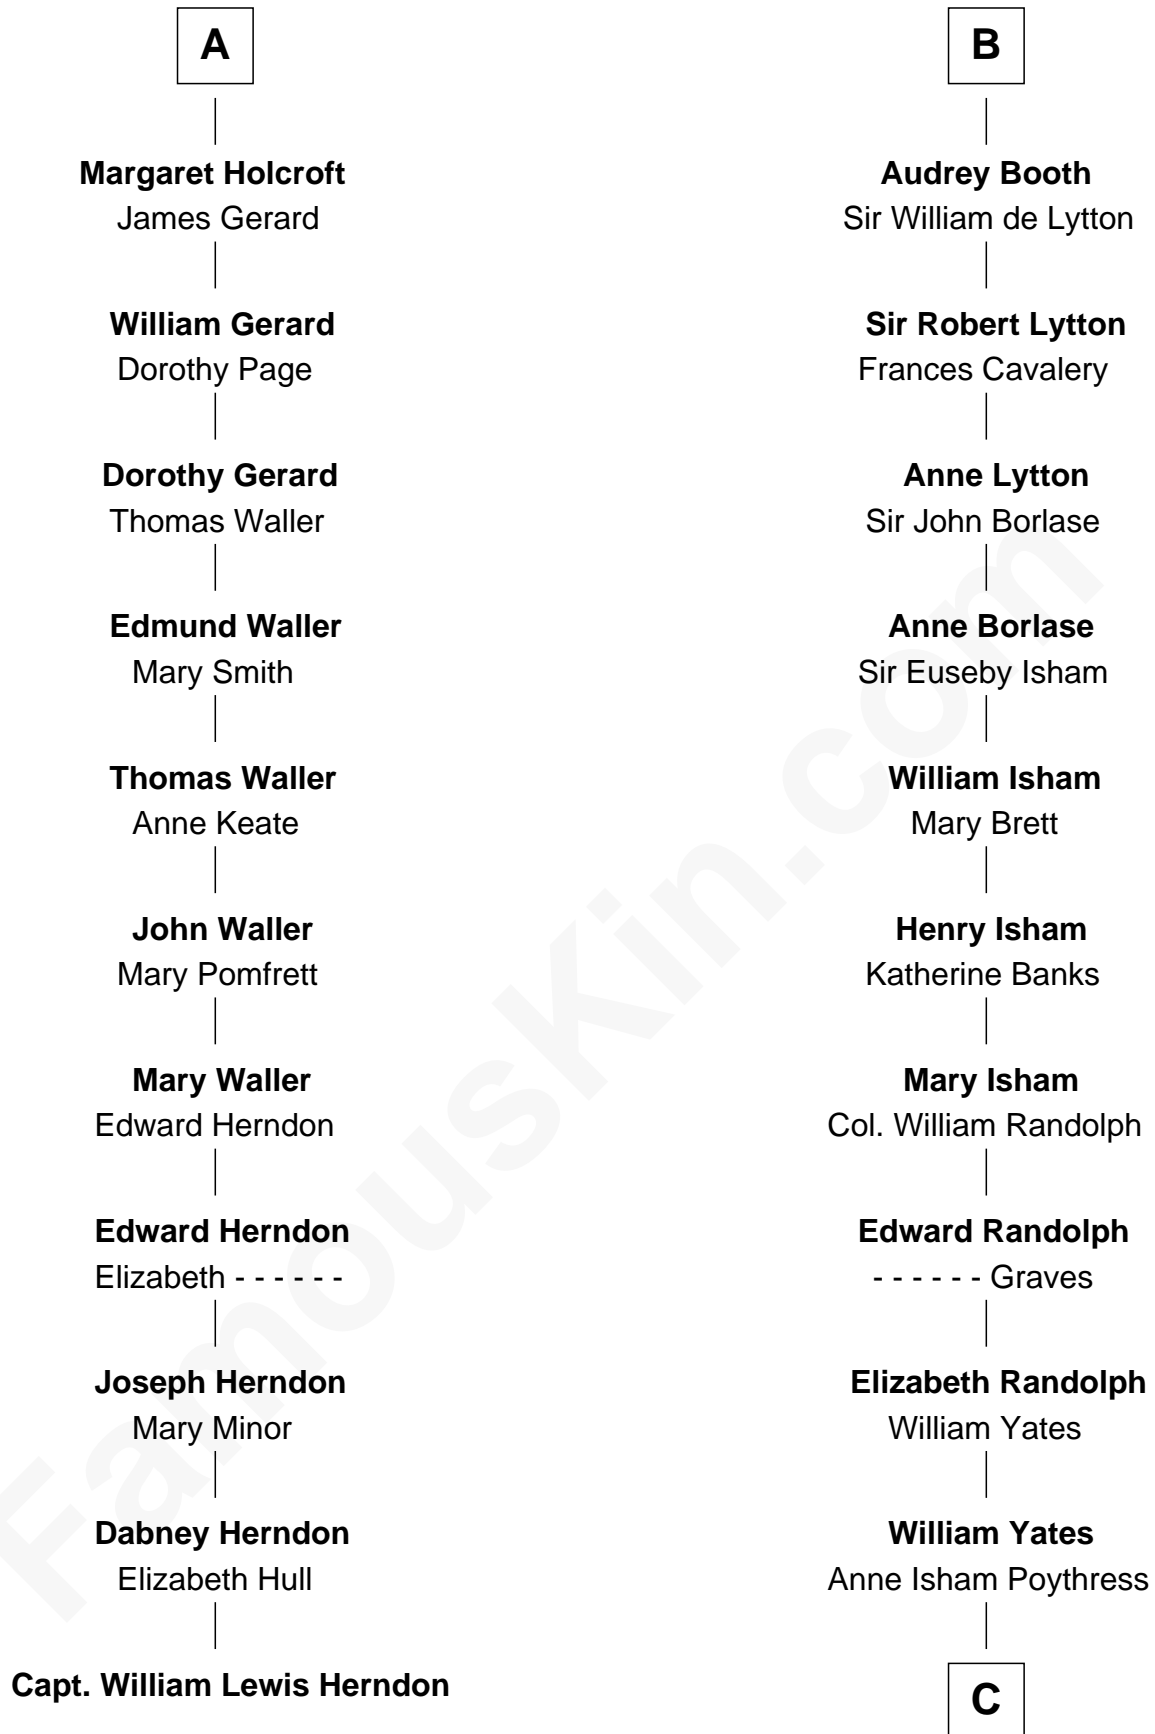 A
Margaret Holcroft
James Gerard
William Gerard
Dorothy Page
Dorothy Gerard
Thomas Waller
Edmund Waller
Mary Smith
Thomas Waller
Anne Keate
John Waller
Mary Pomfrett
Mary Waller
Edward Herndon
Edward Herndon
Elizabeth - - - - - -
Joseph Herndon
Mary Minor
Dabney Herndon
Elizabeth Hull
Capt. William Lewis Herndon
B
Audrey Booth
Sir William de Lytton
Sir Robert Lytton
Frances Cavalery
Anne Lytton
Sir John Borlase
Anne Borlase
Sir Euseby Isham
William Isham
Mary Brett
Henry Isham
Katherine Banks
Mary Isham
Col. William Randolph
Edward Randolph
- - - - - - Graves
Elizabeth Randolph
William Yates
William Yates
Anne Isham Poythress
C
FamousKin.com